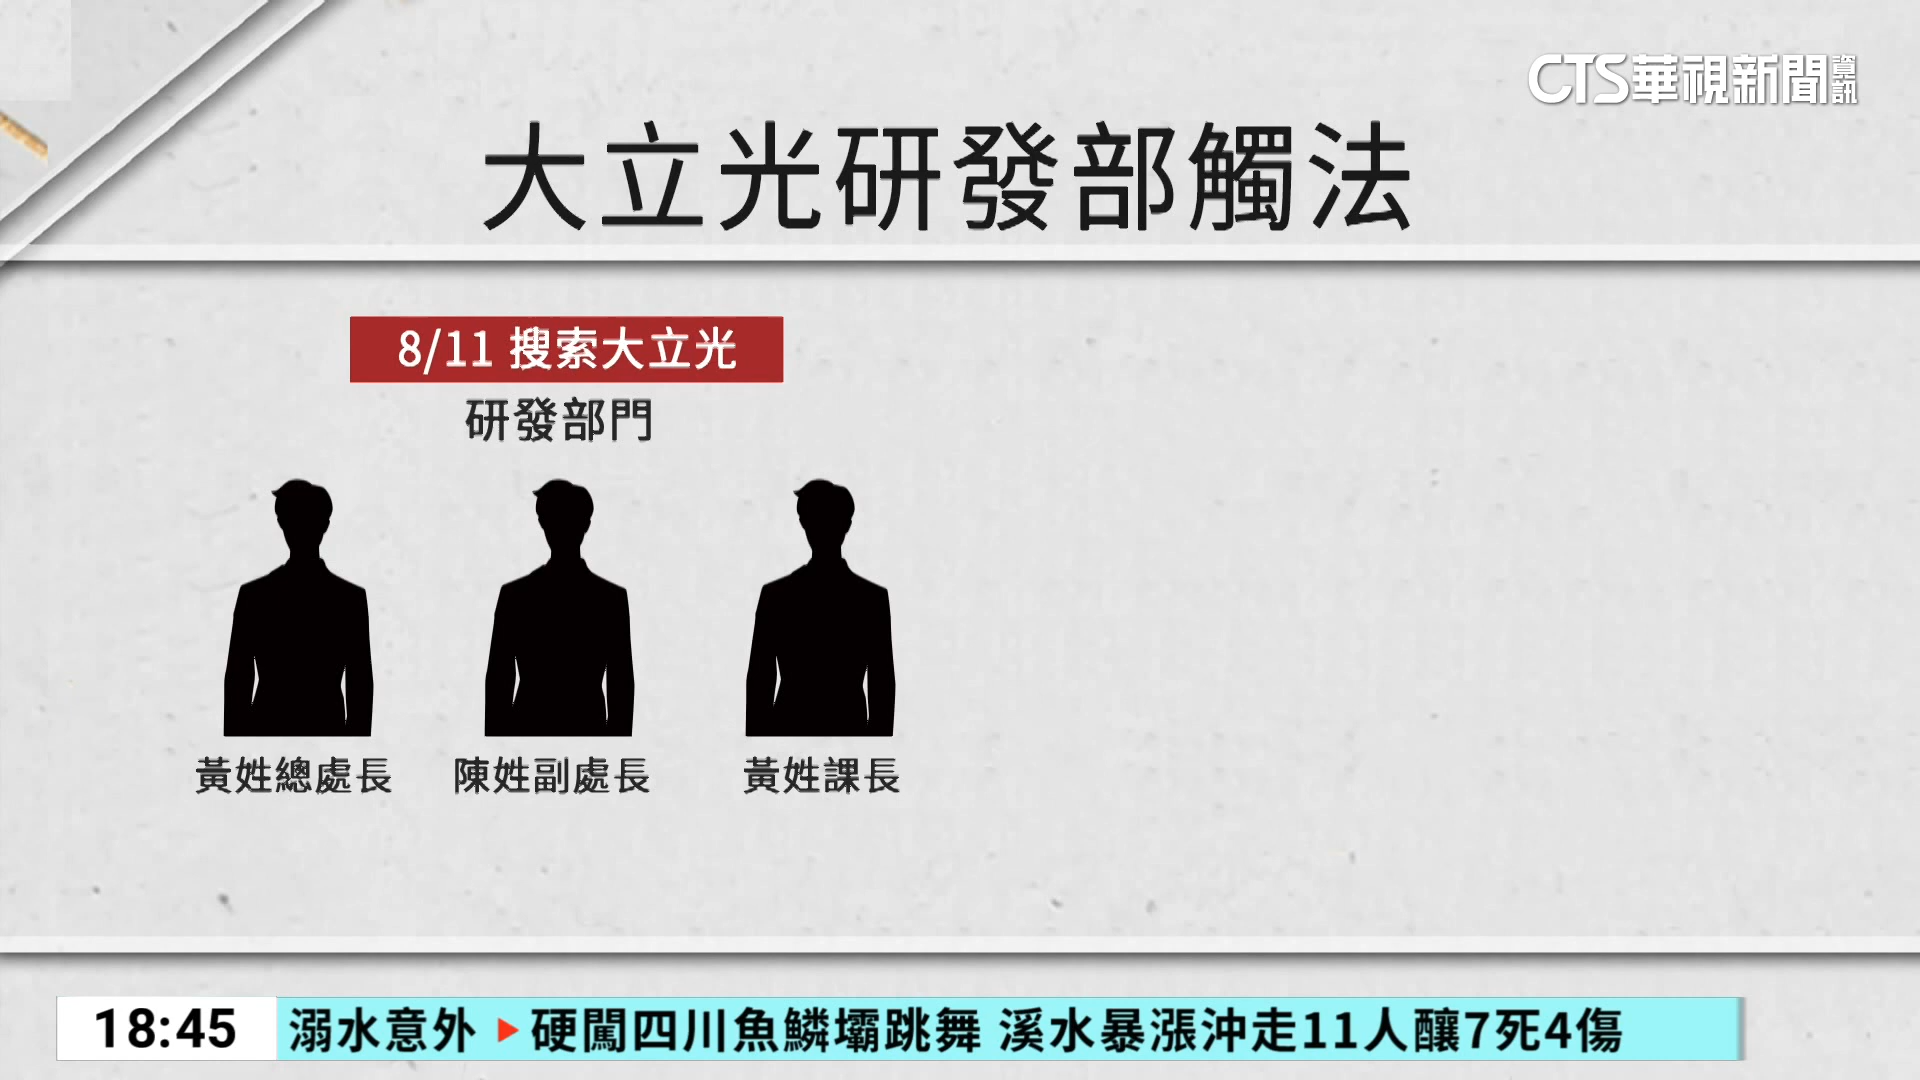 CTS華視新聞資訊
大立光研發部觸法
8/11 搜索大立光
研發部門
黃姓總處長
陳姓副處長
黃姓課長
18:45 溺水意外 ▶ 硬闖四川魚鱗壩跳舞 溪水暴漲沖走11人釀7死4傷